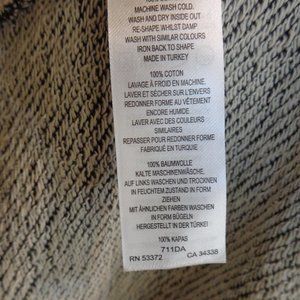 MACHINE WASH COLD.
WASH AND DRY INSIDE OUT
RE-SHAPE WHILST DAMP
WASH WITH SIMILAR COLOURS
IRON BACK TO SHAPE
MADE IN TURKEY
100% COTTON
LAVAGE À FROID EN MACHINE,
LAVER ET SÉCHER SUR L'ENVERS
REDONNER FORME AU VÊTEMENT
ENCORE HUMIDE
LAVER AVEC DES COULEURS
SIMILAIRES
REPASSER POUR REDONNER FORME
FABRIQUÉ EN TURQUIE
100% BAUMWOLLE
KALTE MASCHINENWÄSCHE,
AUF LINKS WASCHEN UND TROCKNEN
IN FEUCHTEM ZUSTAND IN FORM
ZIEHEN
MIT ÄHNLICHEN FARBEN WASCHEN
IN FORM BÜGELN
HERGESTELLT IN DER TÜRKEI
100% KAPAS
711DA
RN 53372 CA 34338